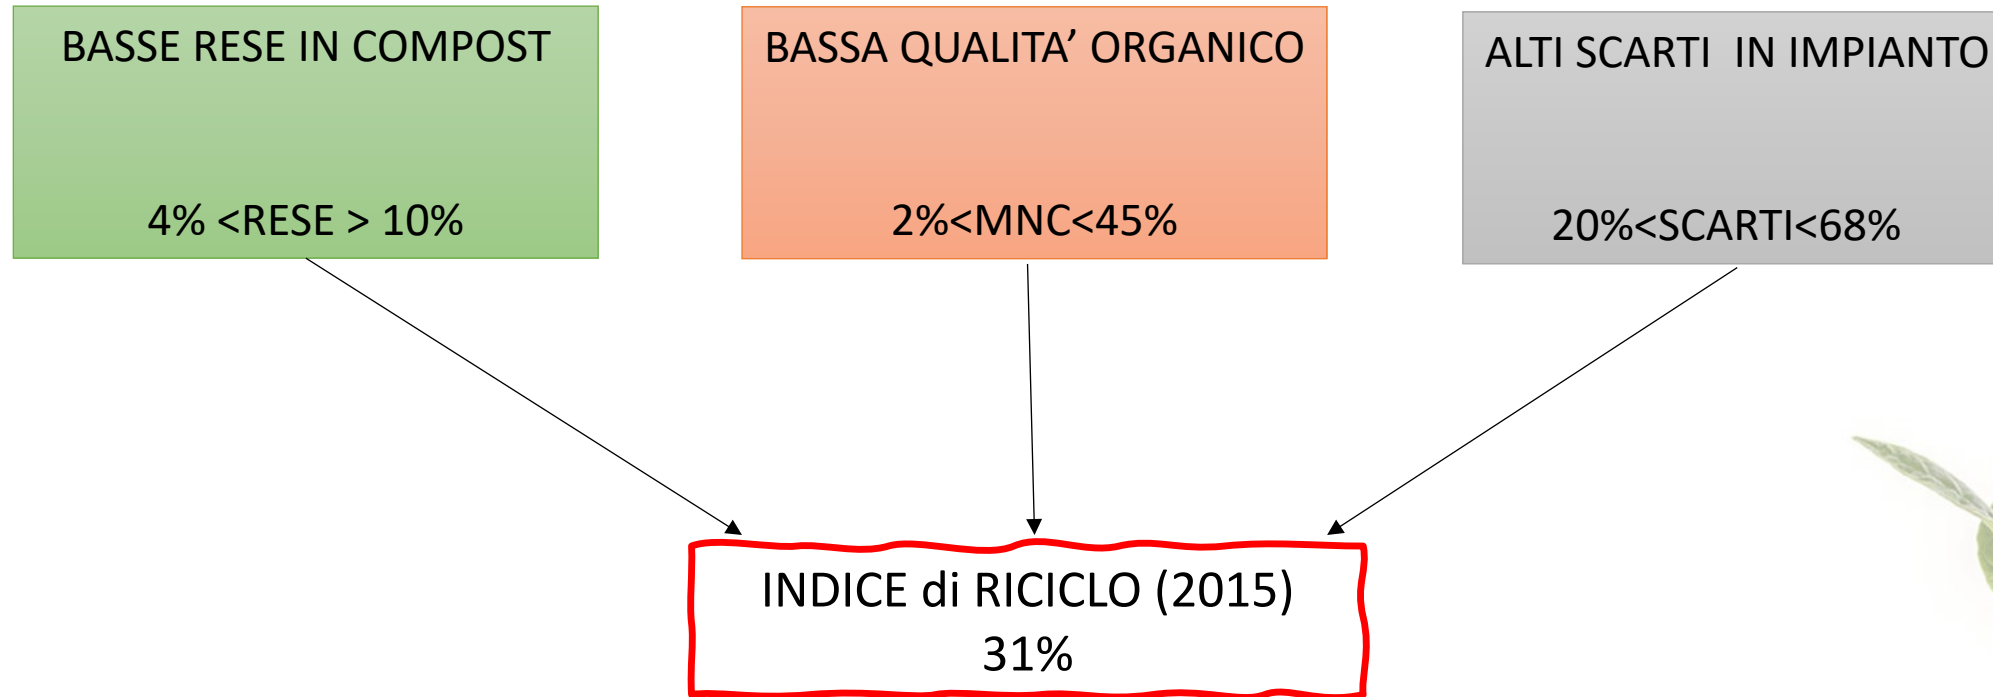 BASSE RESE IN COMPOST
4% <RESE > 10%
BASSA QUALITA’ ORGANICO
2%<MNC<45%
ALTI SCARTI  IN IMPIANTO
20%<SCARTI<68%
INDICE di RICICLO (2015)
31%